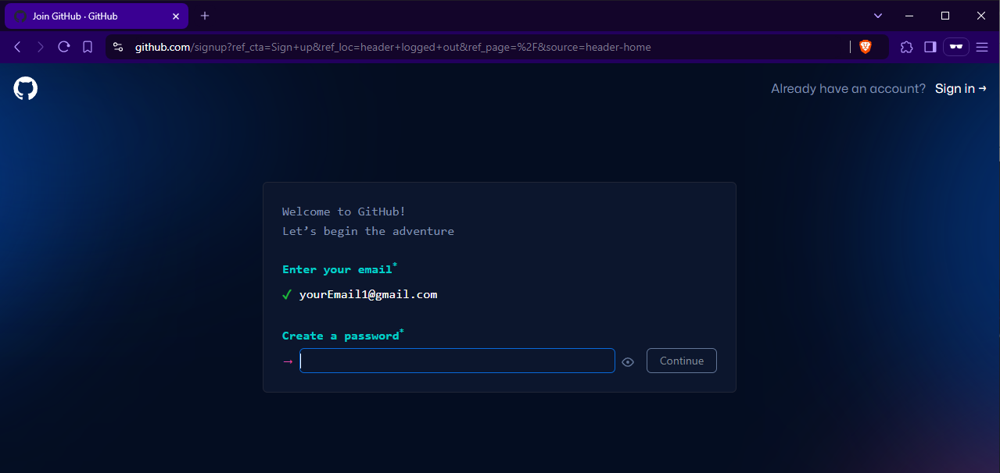 Join GitHub · GitHub
github.com/signup?ref_cta=Sign+up&ref_loc=header+logged+out&ref_page=%2F&source=header-home
Already have an account? Sign in →
Welcome to GitHub!
Let’s begin the adventure
Enter your email*
✓ yourEmail1@gmail.com
Create a password*
→
Continue